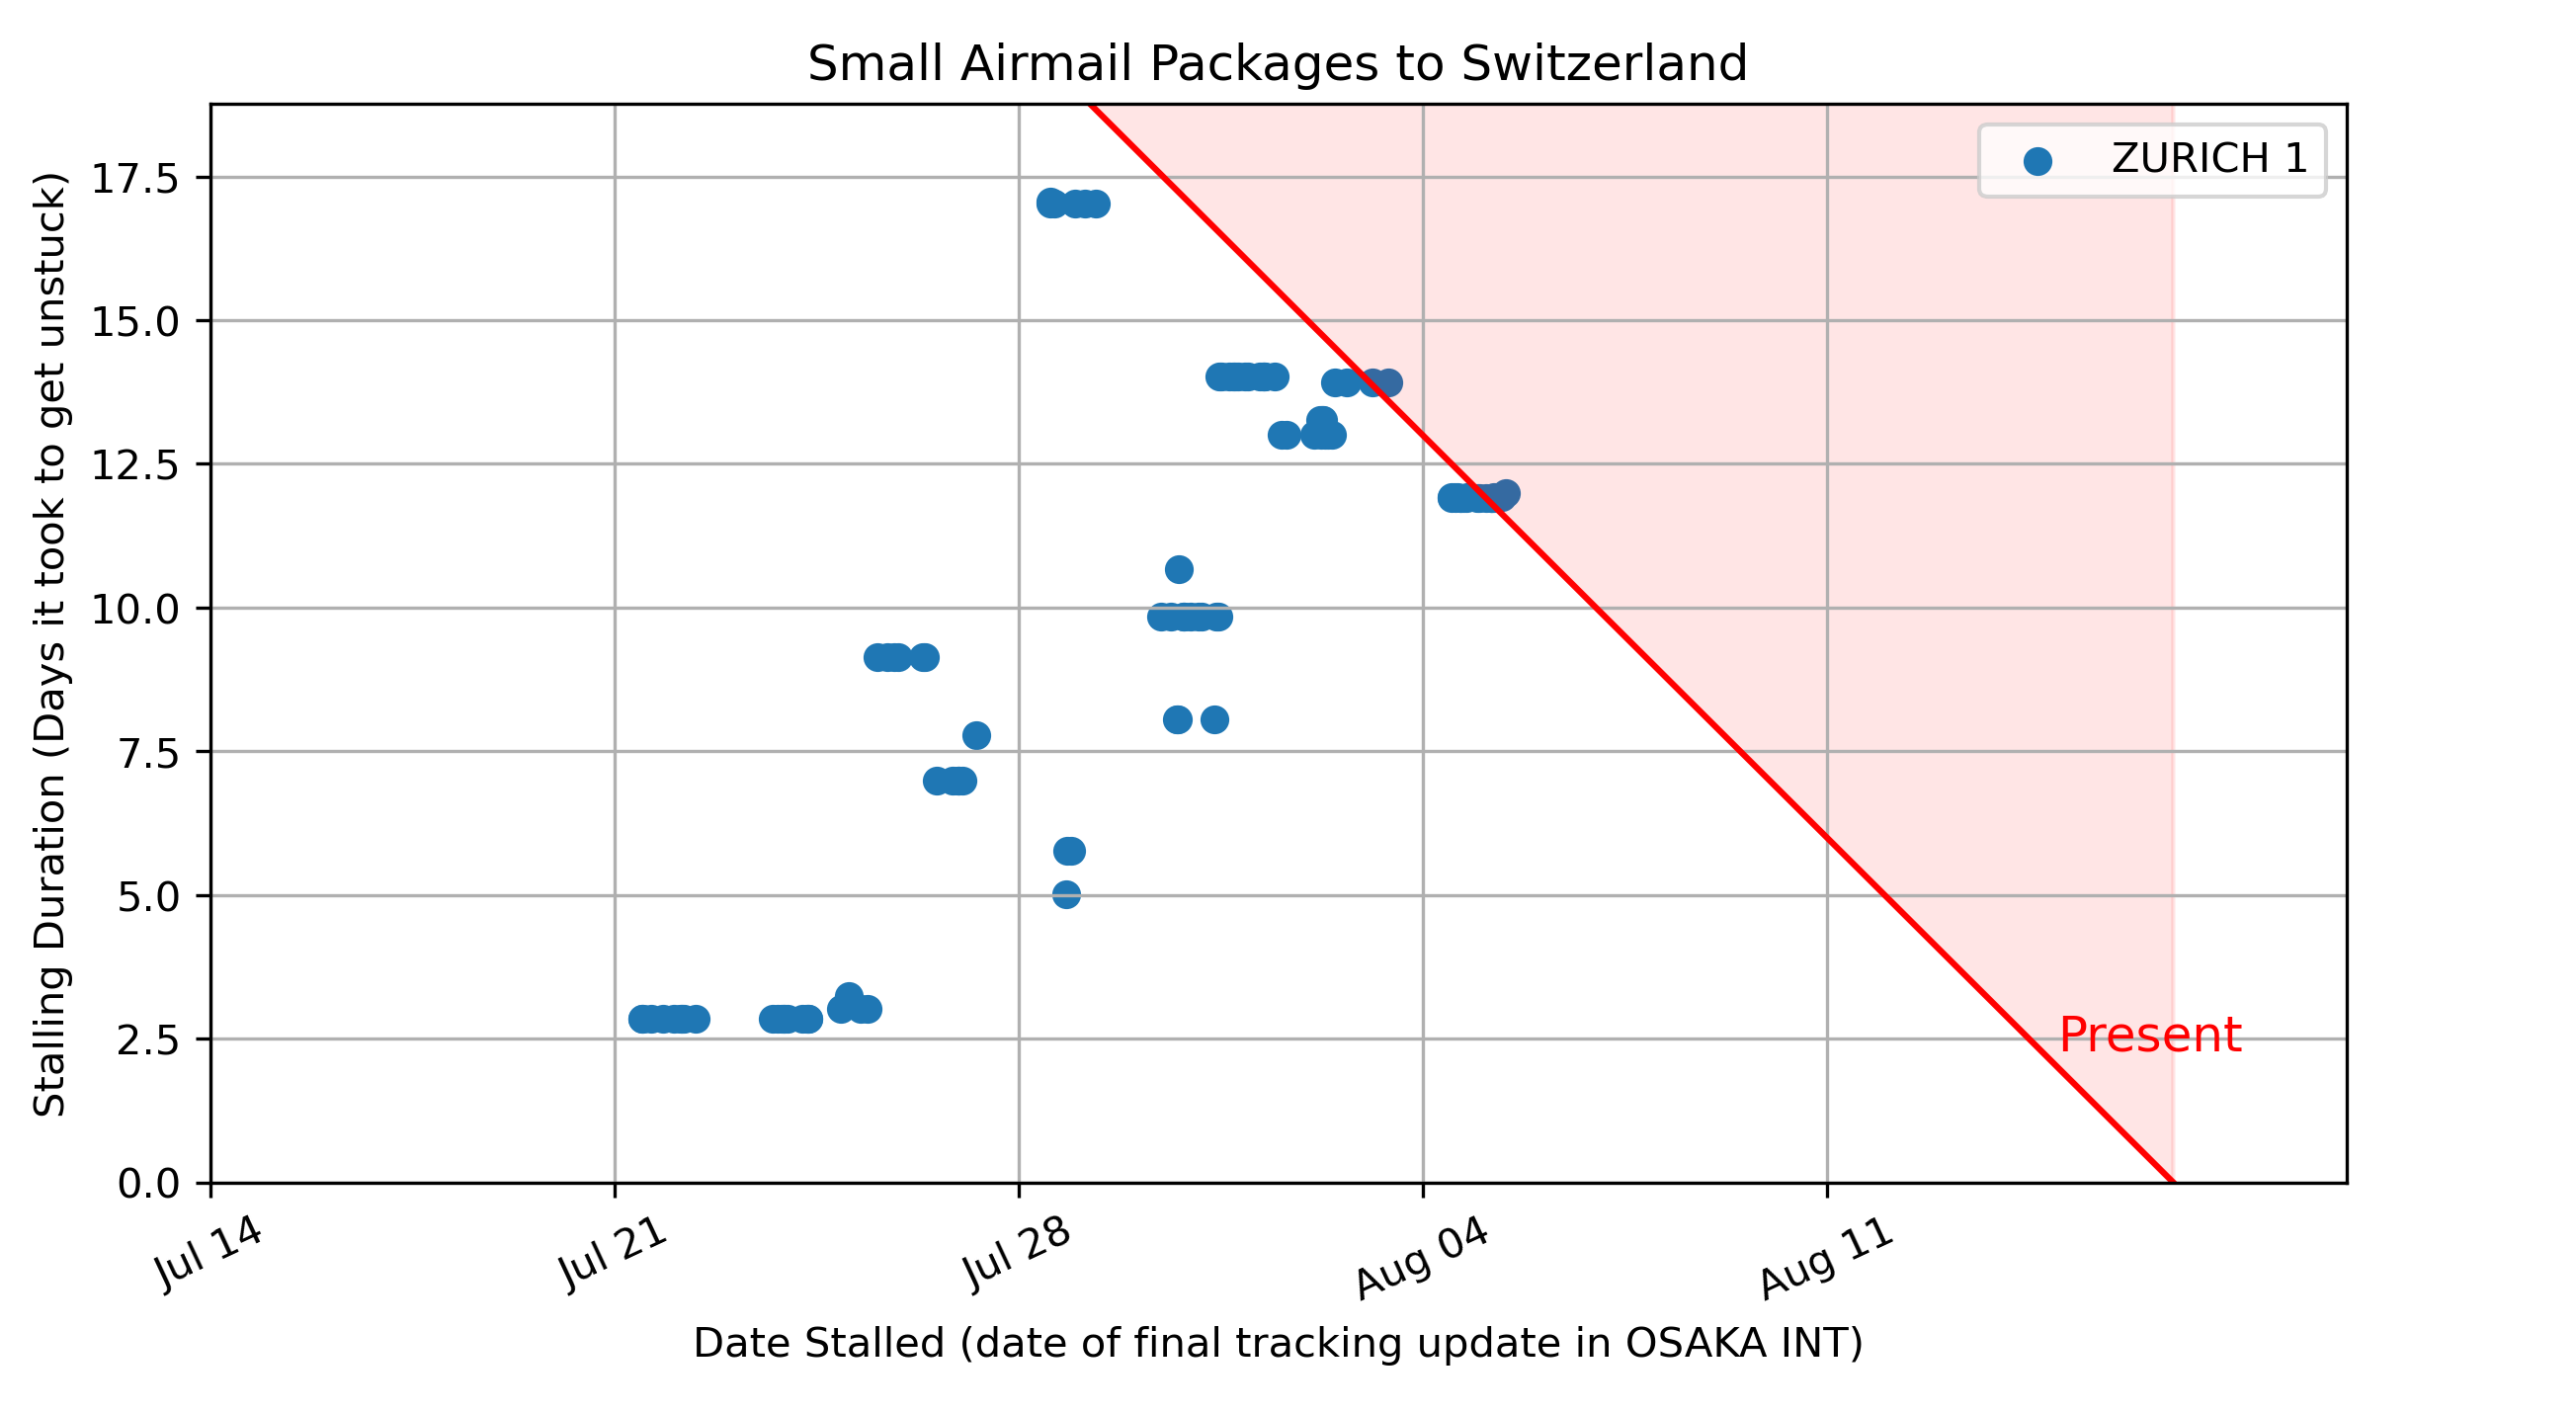 Small Airmail Packages to Switzerland
ZURICH 1
Stalling Duration (Days it took to get unstuck)
17.5
15.0
12.5
10.0
7.5
5.0
2.5
0.0
Present
Jul 14
Jul 21
Jul 28
Aug 04
Aug 11
Date Stalled (date of final tracking update in OSAKA INT)